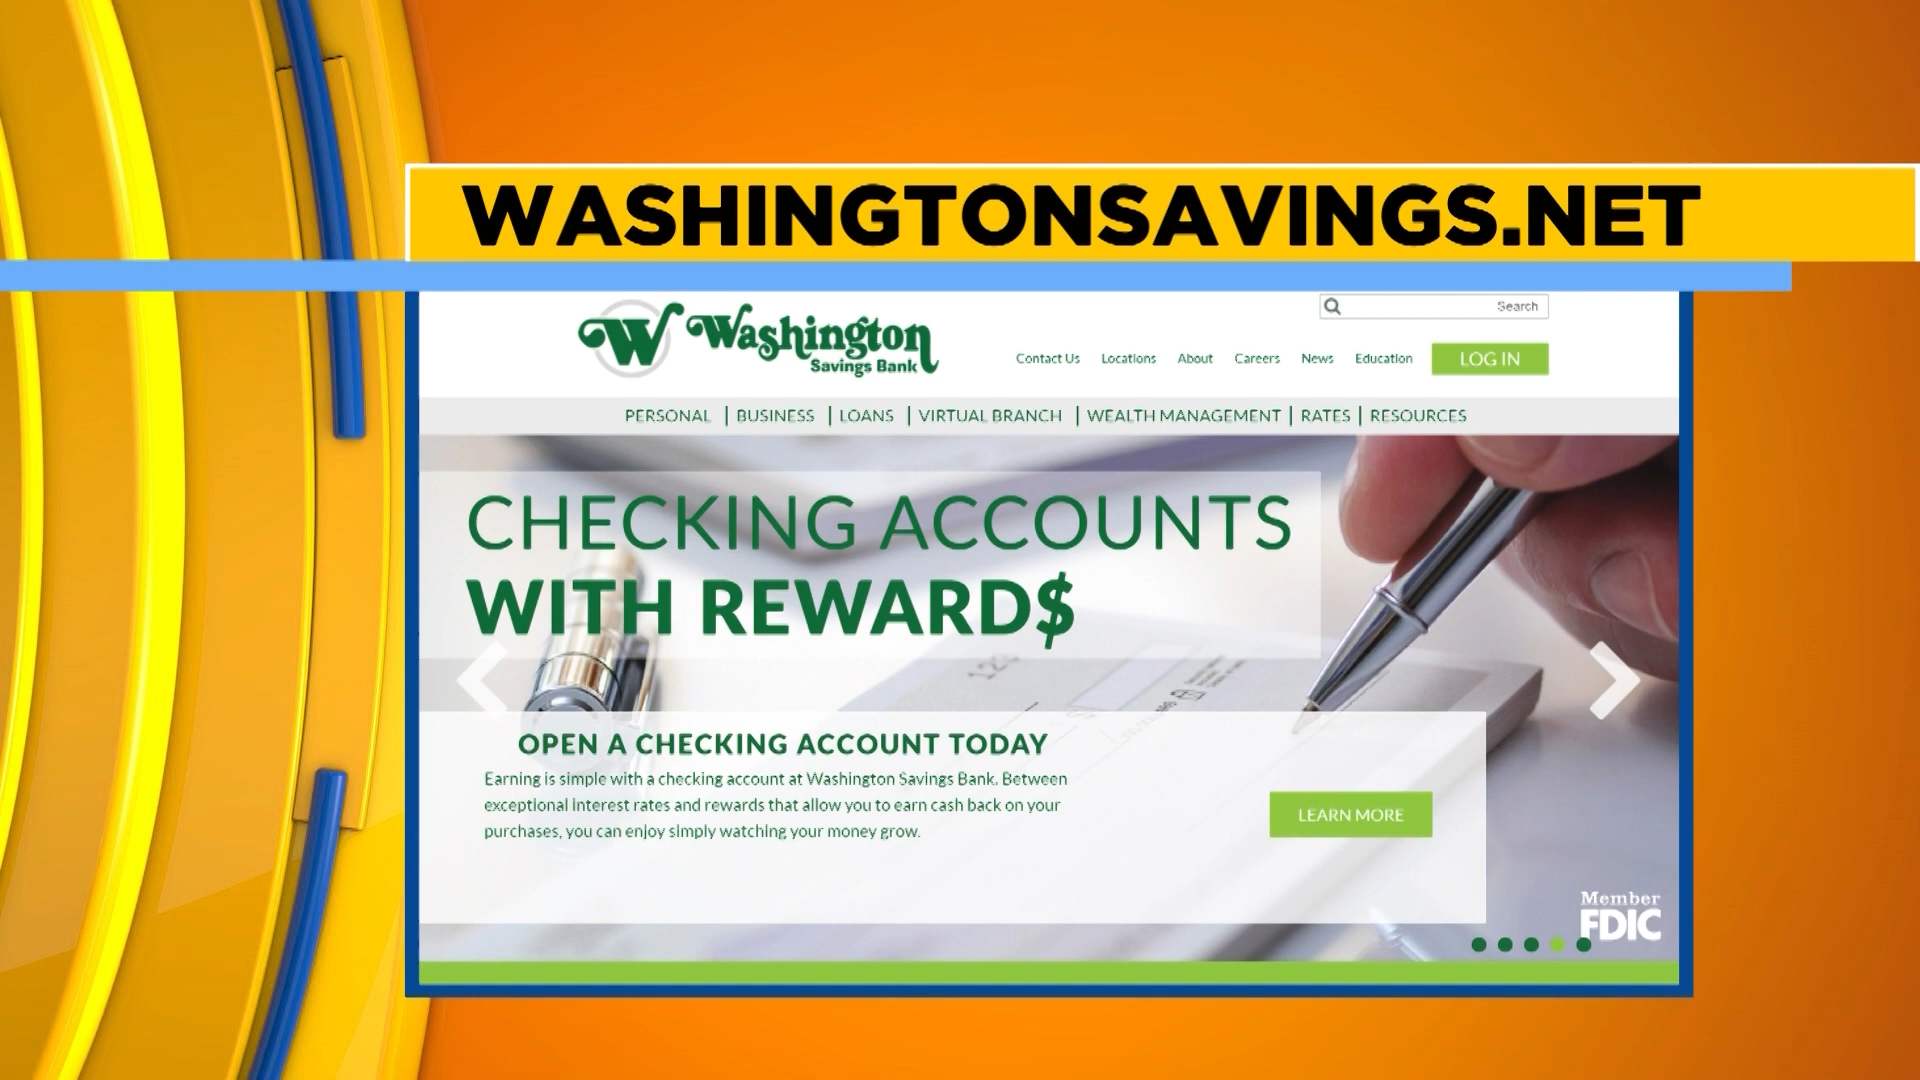 WASHINGTONSAVINGS.NET
Search
W Washington
Savings Bank
Contact Us Locations About Careers News Education LOG IN
PERSONAL | BUSINESS | LOANS | VIRTUAL BRANCH | WEALTH MANAGEMENT | RATES | RESOURCES
CHECKING ACCOUNTS
WITH REWARD$
123
OPEN A CHECKING ACCOUNT TODAY
Earning is simple with a checking account at Washington Savings Bank. Between
exceptional interest rates and rewards that allow you to earn cash back on your
purchases, you can enjoy simply watching your money grow.
LEARN MORE
Member
FDIC